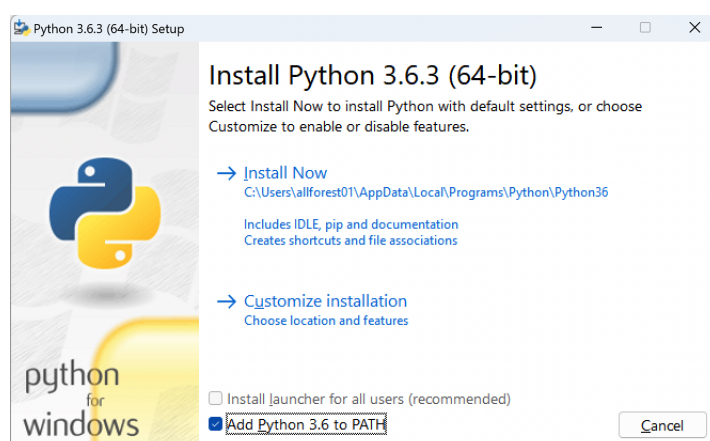 Python 3.6.3 (64-bit) Setup
Install Python 3.6.3 (64-bit)
Select Install Now to install Python with default settings, or choose
Customize to enable or disable features.
Install Now
C:\Users\allforest01\AppData\Local\Programs\Python\Python36
Includes IDLE, pip and documentation
Creates shortcuts and file associations
Customize installation
Choose location and features
python
for
windows
Install launcher for all users (recommended)
Add Python 3.6 to PATH
Cancel